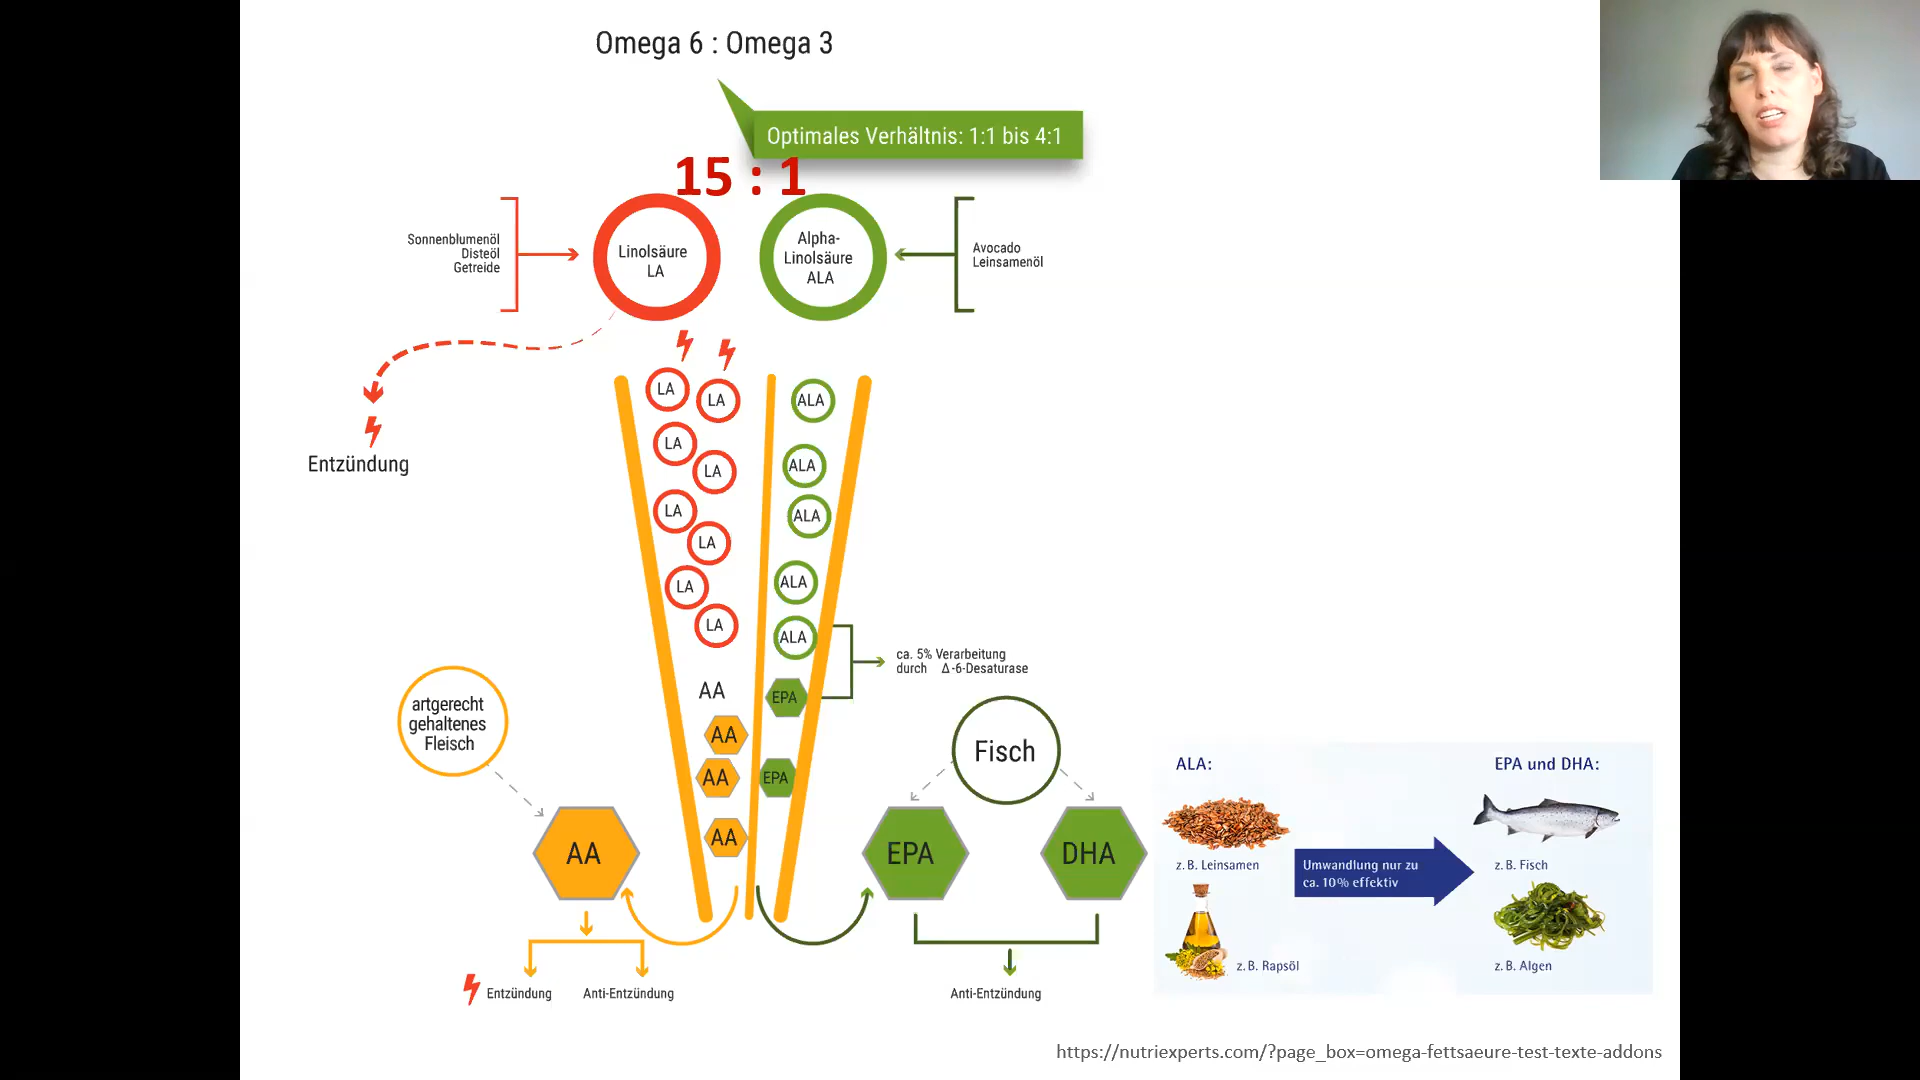 Omega 6 : Omega 3
Optimales Verhältnis: 1:1 bis 4:1
15 : 1
Sonnenblumenöl
Disteöl
Getreide
Linolsäure
LA
Alpha-
Linolsäure
ALA
Avocado
Leinsamenöl
Entzündung
LA
LA
ALA
LA
LA
ALA
LA
ALA
LA
LA
ALA
LA
ALA
ca. 5% Verarbeitung
durch Δ-6-Desaturase
AA
EPA
AA
AA
EPA
AA
artgerecht
gehaltenes
Fleisch
Fisch
AA
EPA
DHA
Entzündung
Anti-Entzündung
Anti-Entzündung
ALA:
EPA und DHA:
z. B. Leinsamen
Umwandlung nur zu
ca. 10% effektiv
z. B. Fisch
z. B. Rapsöl
z. B. Algen
https://nutriexperts.com/?page_box=omega-fettsaeure-test-texte-addons